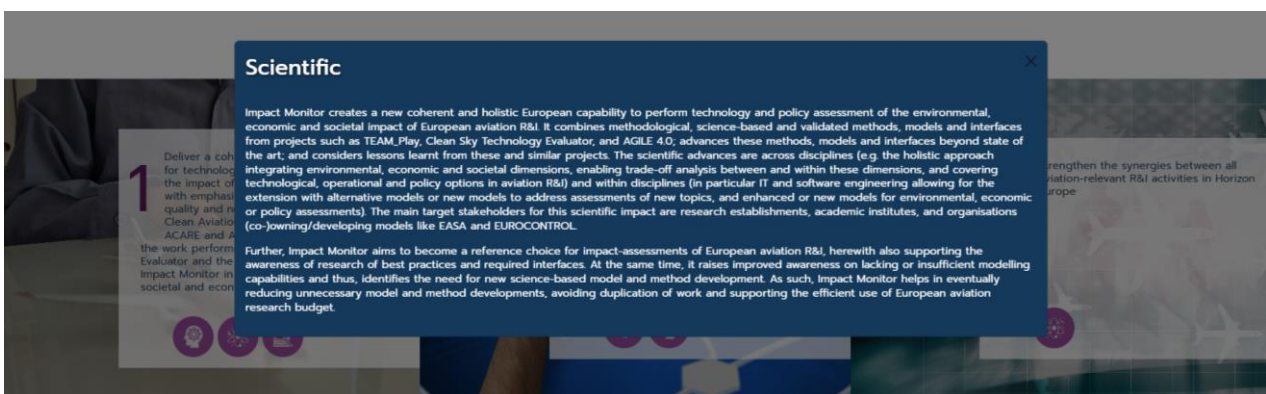 Scientific
Impact Monitor creates a new coherent and holistic European capability to perform technology and policy assessment of the environmental,
economic and societal impact of European aviation R&I. It combines methodological, science-based and validated methods, models and interfaces
from projects such as TEAM_Play, Clean Sky Technology Evaluator, and AGILE 4.0; advances these methods, models and interfaces beyond state of
the art; and considers lessons learnt from these and similar projects. The scientific advances are across disciplines (e.g. the holistic approach
integrating environmental, economic and societal dimensions, enabling trade-off analysis between and within these dimensions, and covering
technological, operational and policy options in aviation R&I) and within disciplines (in particular IT and software engineering allowing for the
extension with alternative models or new models to address assessments of new topics, and enhanced or new models for environmental, economic
or policy assessments). The main target stakeholders for this scientific impact are research establishments, academic institutes, and organisations
(co-)owning/developing models like EASA and EUROCONTROL.
Further, Impact Monitor aims to become a reference choice for impact-assessments of European aviation R&I, herewith also supporting the
awareness of research of best practices and required interfaces. At the same time, it raises improved awareness on lacking or insufficient modelling
capabilities and thus, identifies the need for new science-based model and method development. As such, Impact Monitor helps in eventually
reducing unnecessary model and method developments, avoiding duplication of work and supporting the efficient use of European aviation
research budget.
1
Deliver a coh
for technolog
the impact of
with emphasi
quality and n
Clean Aviatio
ACARE and A
the work perform
Evaluator and the
Impact Monitor in
societal and econ
rengthen the synergies between all
viation-relevant R&I activities in Horizon
urope